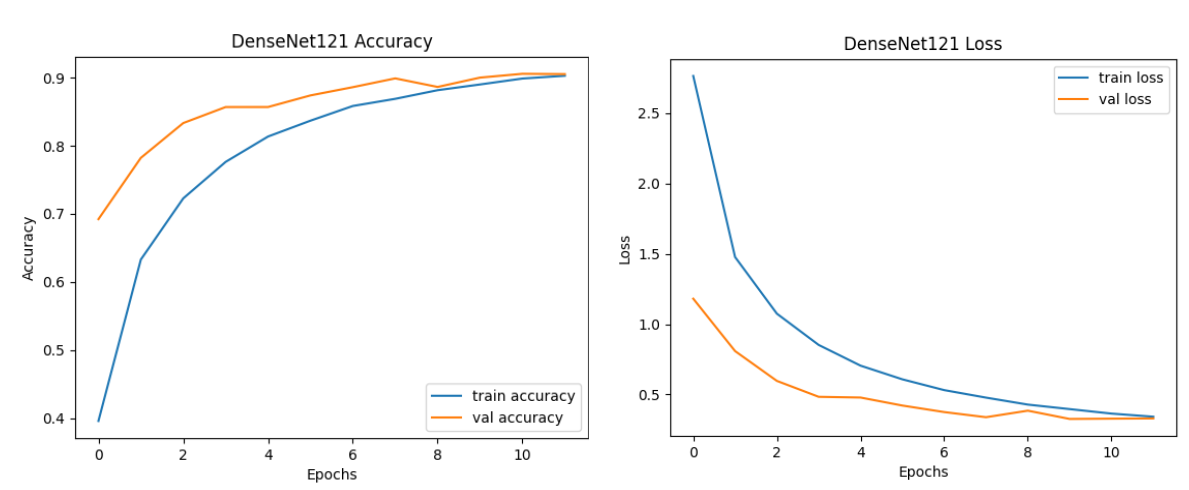 DenseNet121 Accuracy
0.9
0.8
0.7
0.6
0.5
0.4
Accuracy
train accuracy
val accuracy
0 2 4 6 8 10
Epochs
DenseNet121 Loss
train loss
val loss
2.5
2.0
1.5
1.0
0.5
Loss
0 2 4 6 8 10
Epochs